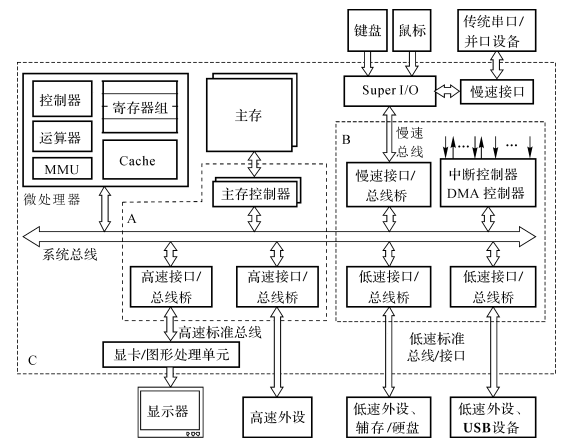 键盘
鼠标
传统串口/
并口设备
Super I/O
慢速接口
控制器
寄存器组
运算器
MMU
Cache
微处理器
主存
主存控制器
A
B
慢速
总线
慢速接口/
总线桥
…
…
中断控制器
DMA 控制器
系统总线
高速接口/
总线桥
高速接口/
总线桥
低速接口/
总线桥
低速接口/
总线桥
高速标准总线
低速标准
总线/接口
C
显卡/图形处理单元
显示器
高速外设
低速外设、
辅存/硬盘
低速外设、
USB设备